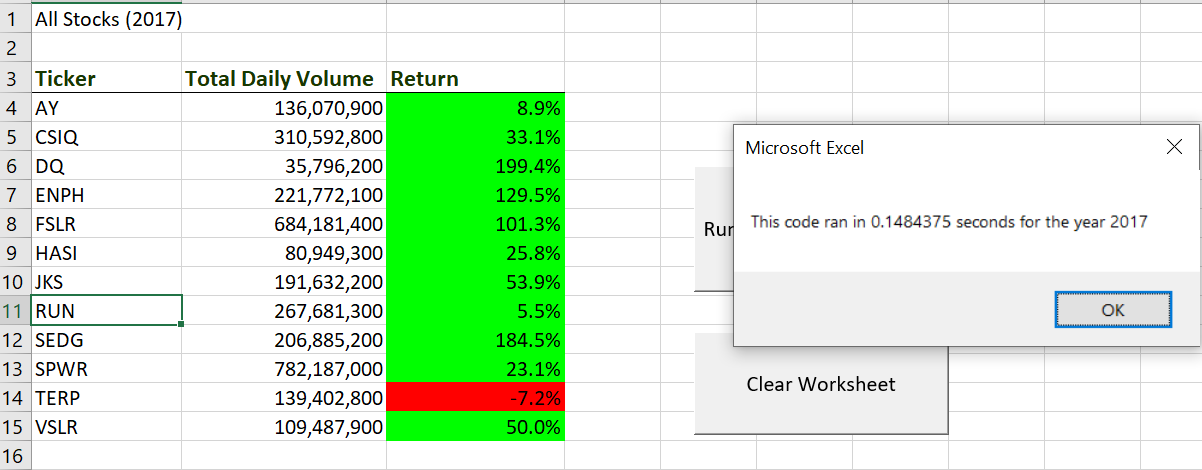 1 All Stocks (2017)
2
3 Ticker Total Daily Volume Return
4 AY 136,070,900 8.9%
5 CSIQ 310,592,800 33.1%
6 DQ 35,796,200 199.4%
7 ENPH 221,772,100 129.5%
8 FSLR 684,181,400 101.3%
9 HASI 80,949,300 25.8%
10 JKS 191,632,200 53.9%
11 RUN 267,681,300 5.5%
12 SEDG 206,885,200 184.5%
13 SPWR 782,187,000 23.1%
14 TERP 139,402,800 -7.2%
15 VSLR 109,487,900 50.0%
16
Microsoft Excel
This code ran in 0.1484375 seconds for the year 2017
OK
Clear Worksheet